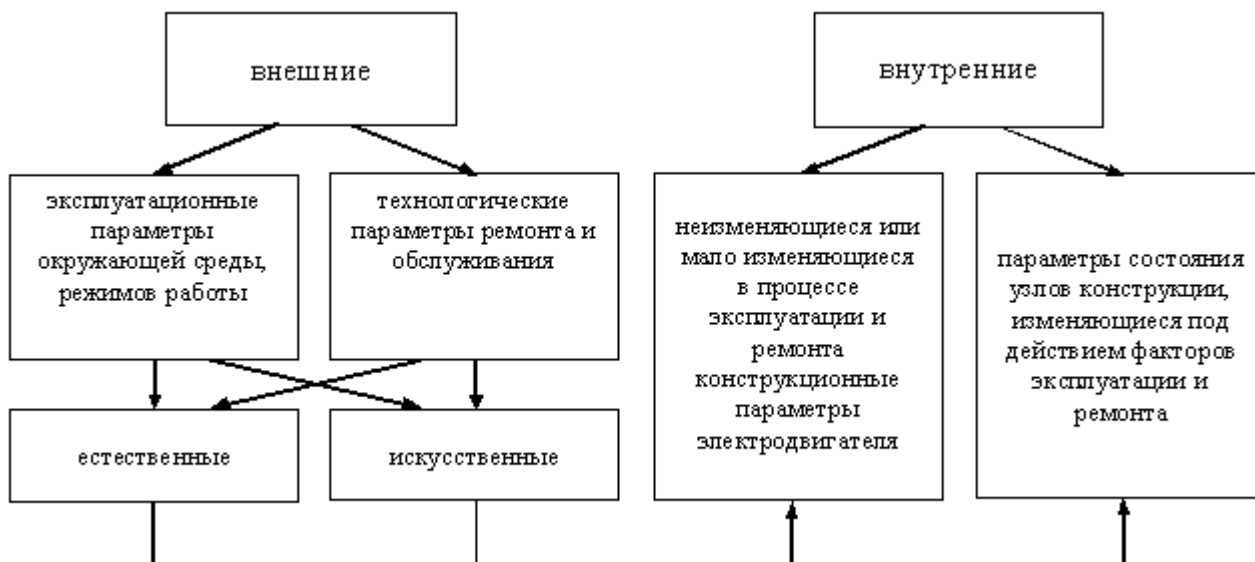 внешние
внутренние
эксплуатационные
параметры
окружающей среды,
режимов работы
технологические
параметры ремонта и
обслуживания
неизменяющиеся или
мало изменяющиеся
в процессе
эксплуатации и
ремонта
конструкционные
параметры
электродвигателя
параметры состояния
узлов конструкции,
изменяющиеся под
действием факторов
эксплуатации и
ремонта
естественные
искусственные